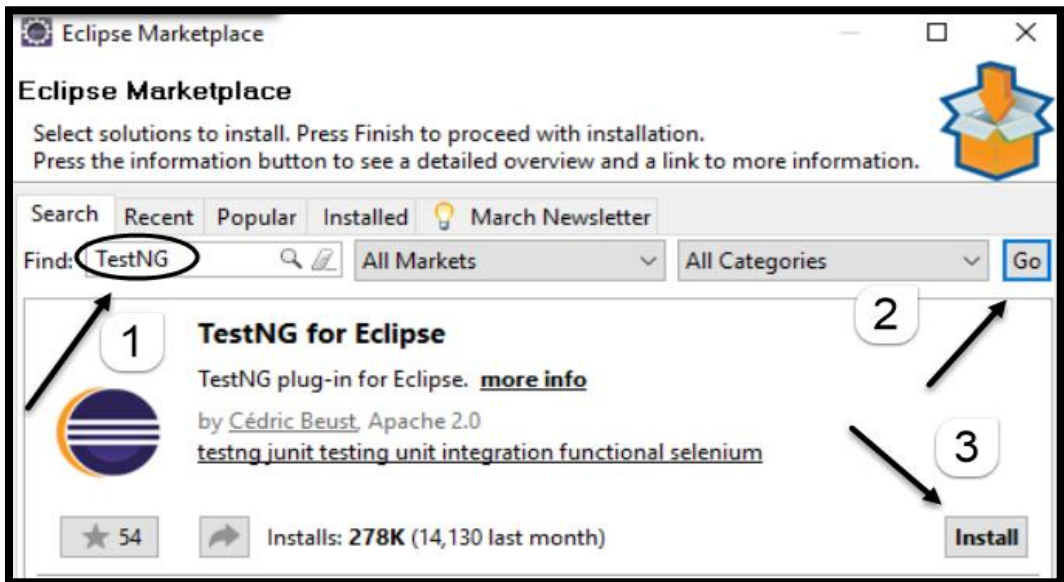 Eclipse Marketplace
Eclipse Marketplace
Select solutions to install. Press Finish to proceed with installation.
Press the information button to see a detailed overview and a link to more information.
Search Recent Popular Installed March Newsletter
Find: TestNG All Markets All Categories Go
1
2
TestNG for Eclipse
TestNG plug-in for Eclipse. more info
by Cédric Beust, Apache 2.0
testng junit testing unit integration functional selenium
3
54 Installs: 278K (14,130 last month) Install